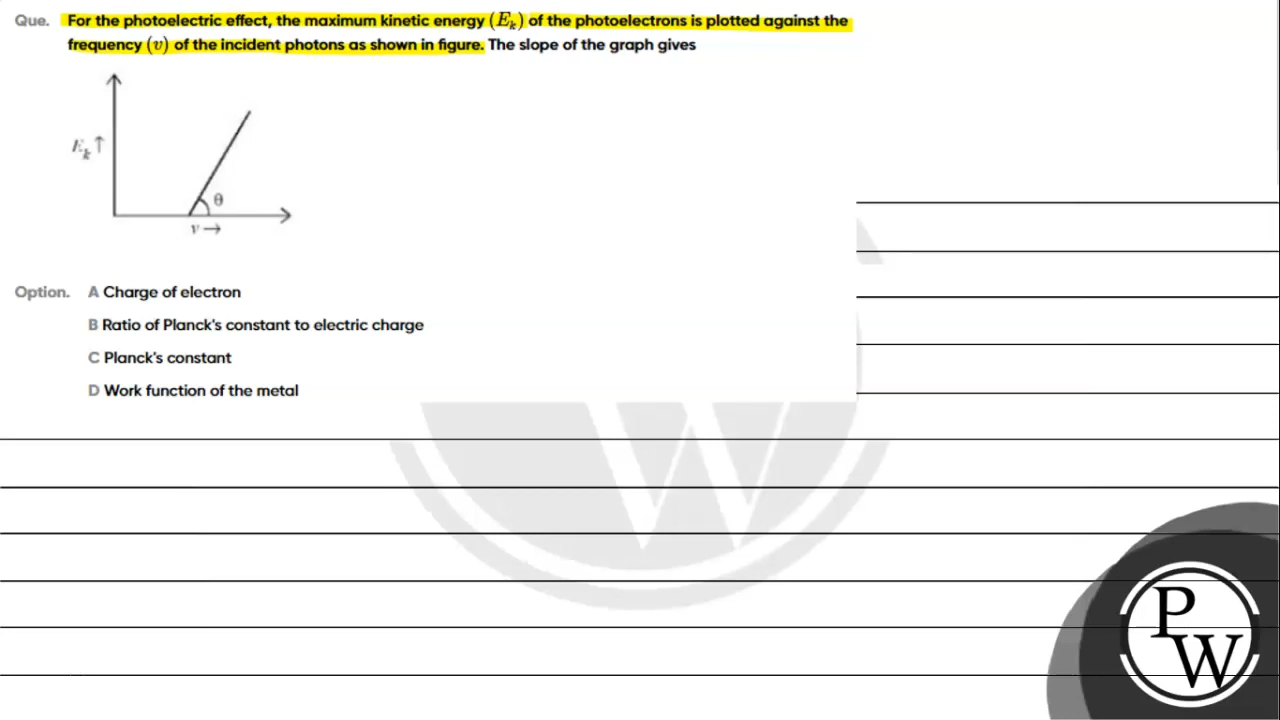 Que. For the photoelectric effect, the maximum kinetic energy (E_k) of the photoelectrons is plotted against the
frequency (v) of the incident photons as shown in figure. The slope of the graph gives
E_k ↑
θ
v →
Option. A Charge of electron
B Ratio of Planck's constant to electric charge
C Planck's constant
D Work function of the metal
P
W